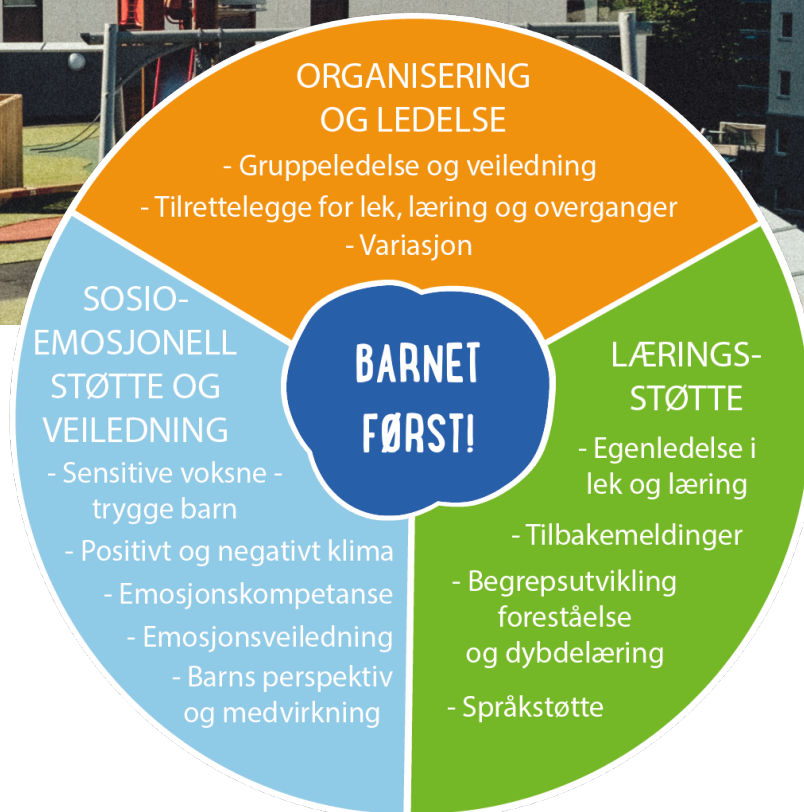 ORGANISERING
OG LEDELSE
- Gruppeledelse og veiledning
- Tilrettelegge for lek, læring og overganger
- Variasjon
SOSIO-
EMOSJONELL
STØTTE OG
VEILEDNING
- Sensitive voksne -
trygge barn
- Positivt og negativt klima
- Emosjonskompetanse
- Emosjonsveiledning
- Barns perspektiv
og medvirkning
BARNET
FØRST!
LÆRINGS-
STØTTE
- Egenledelse i
lek og læring
- Tilbakemeldinger
- Begrepsutvikling
foreståelse
og dybdelæring
- Språkstøtte